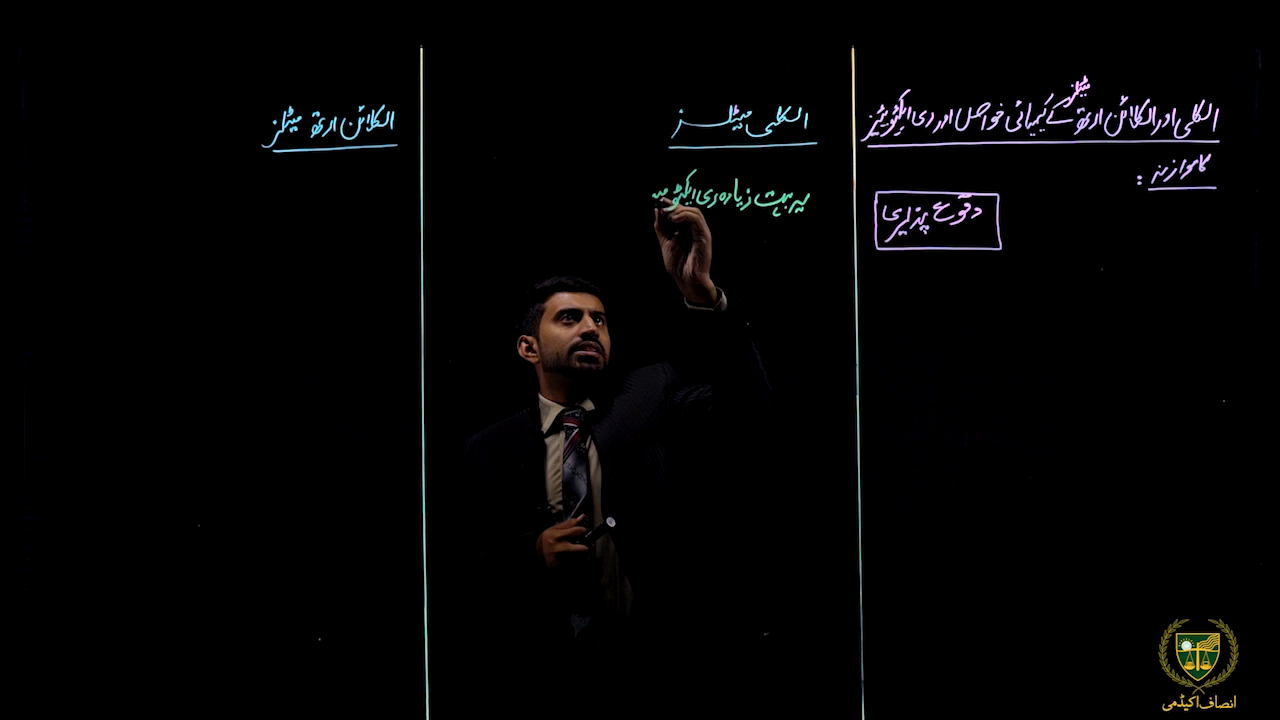 الکلی اور الکلائن ارتھ میٹلز کے کیمیائی خواص اور ری ایکٹیویٹیز
کا موازنہ :
وقوع پذیری
الکلی میٹلز
یہ بہت زیادہ ری ایکٹو ہیں
الکلائن ارتھ میٹلز
انصاف اکیڈمی